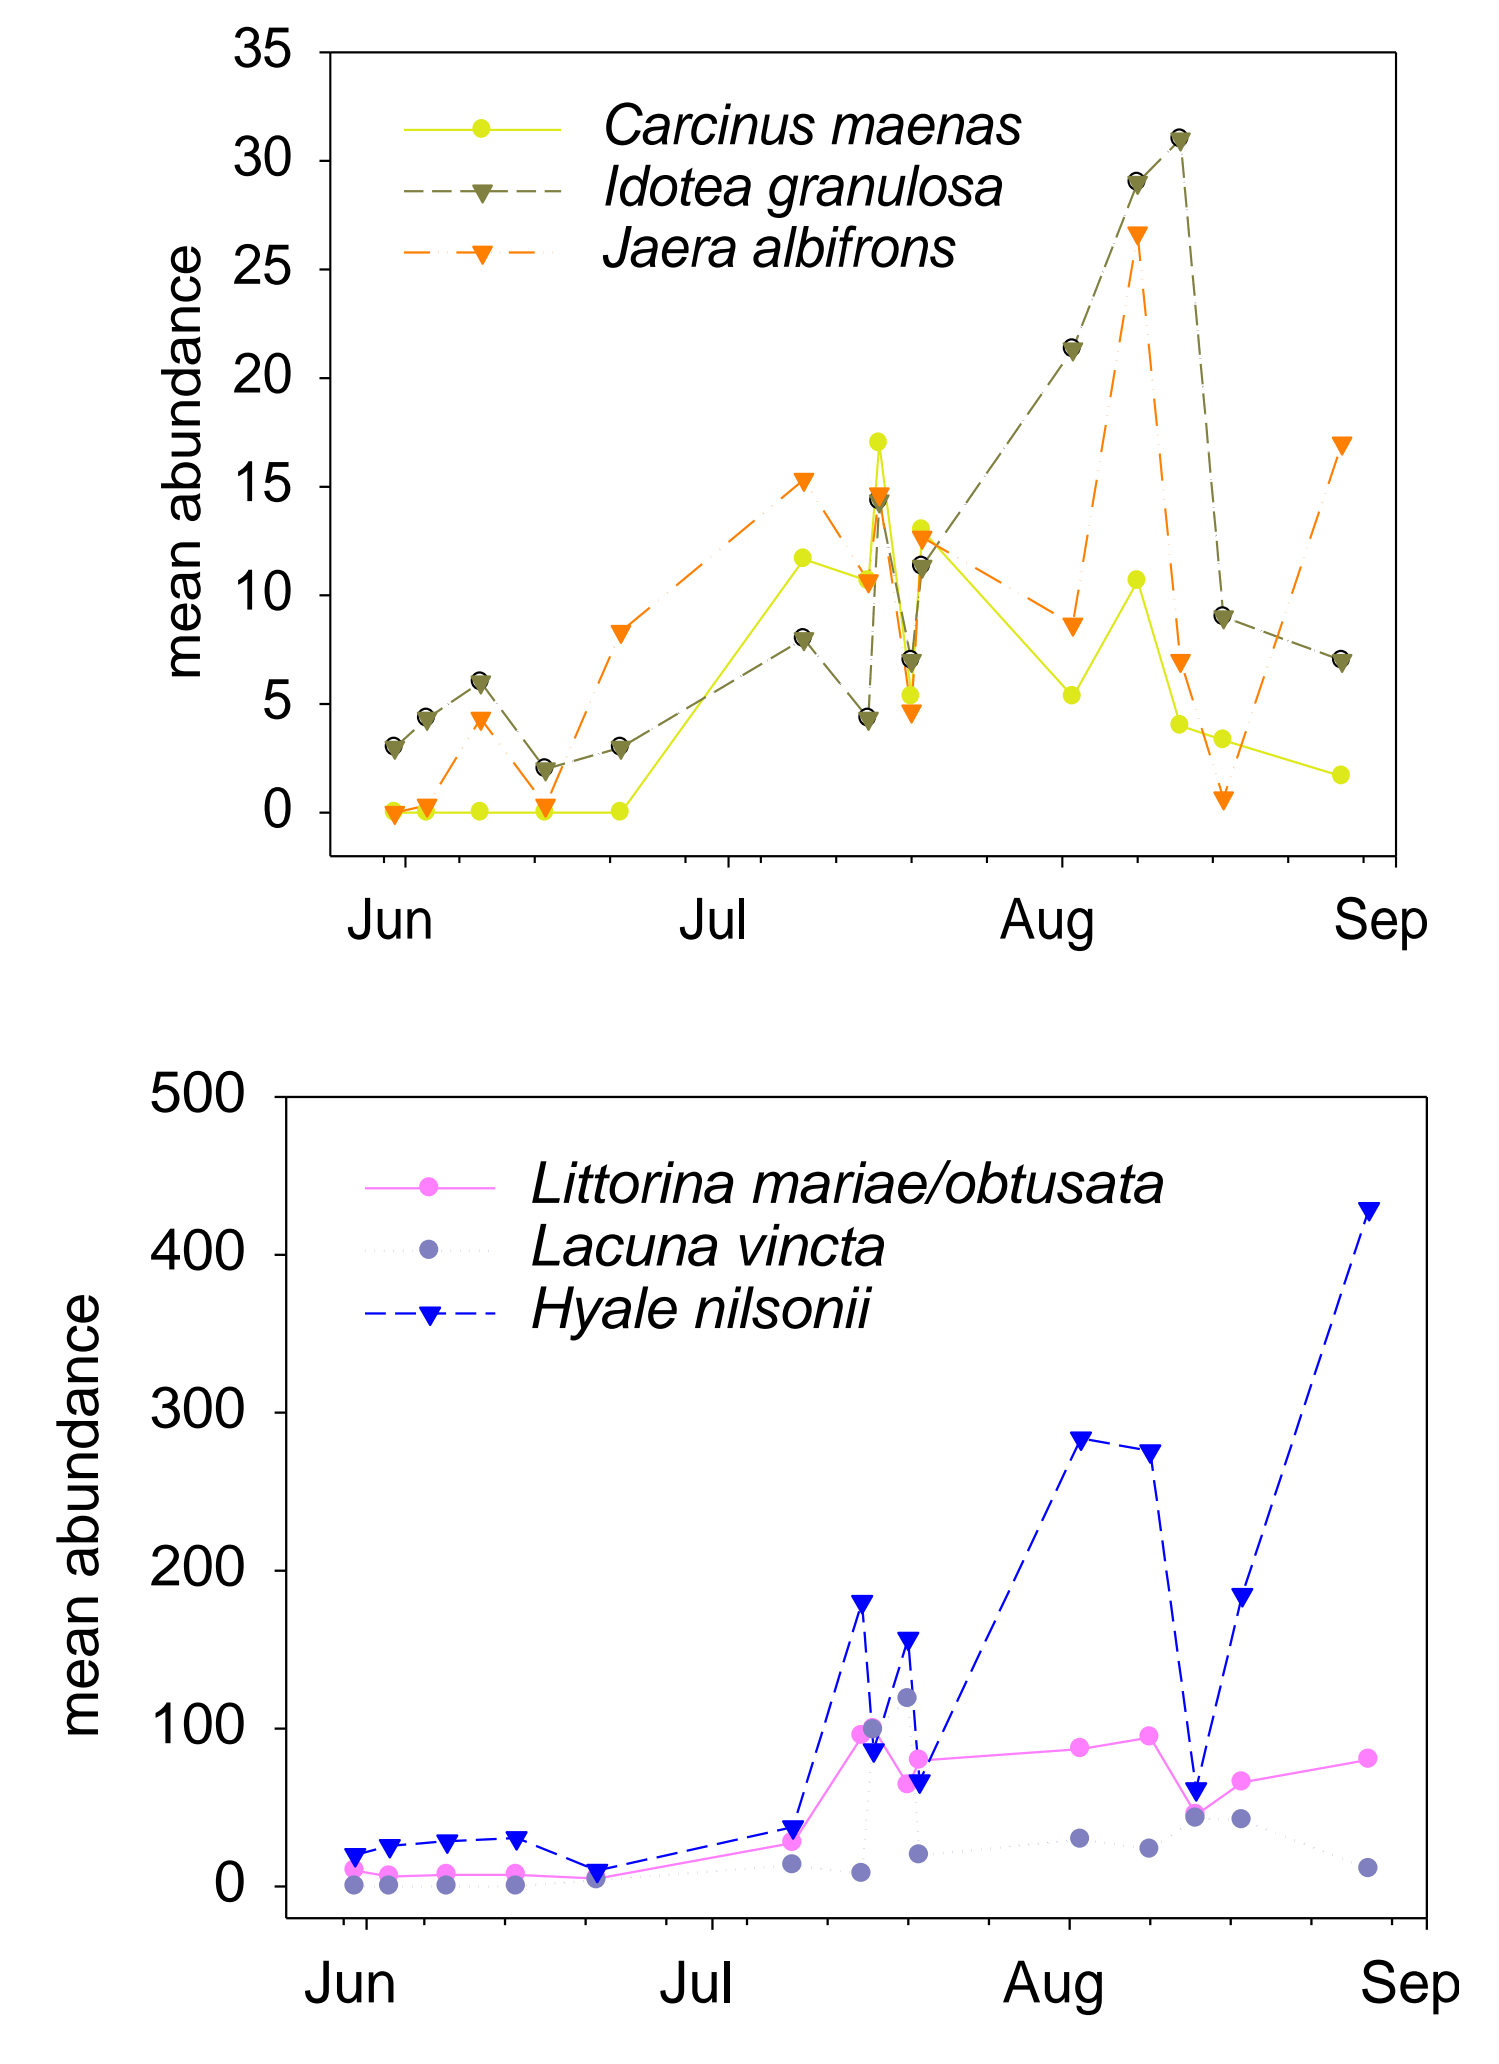 35
30
25
20
15
10
5
0
mean abundance
Carcinus maenas
Idotea granulosa
Jaera albifrons
Jun Jul Aug Sep
500
400
300
200
100
0
mean abundance
Littorina mariae/obtusata
Lacuna vincta
Hyale nilsonii
Jun Jul Aug Sep